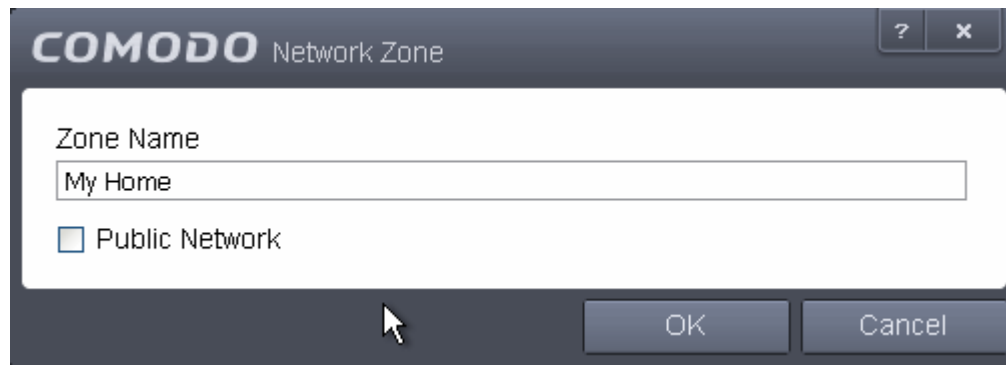 COMODO Network Zone
? x
Zone Name
My Home
Public Network
OK Cancel